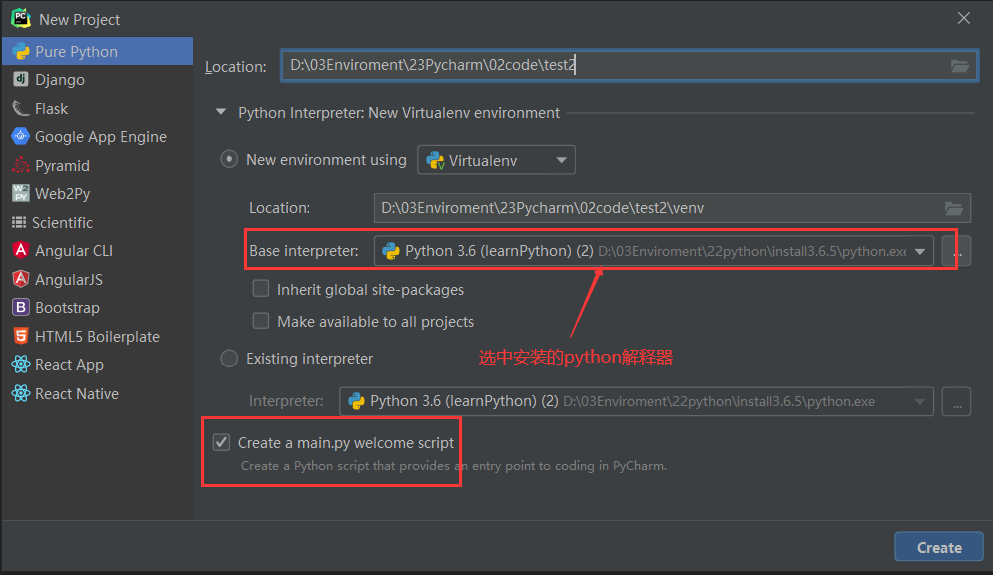 New Project
Pure Python
Django
Flask
Google App Engine
Pyramid
Web2Py
Scientific
Angular CLI
AngularJS
Bootstrap
HTML5 Boilerplate
React App
React Native
Location: D:\03Enviroment\23Pycharm\02code\test2
Python Interpreter: New Virtualenv environment
New environment using Virtualenv
Location: D:\03Enviroment\23Pycharm\02code\test2\venv
Base interpreter: Python 3.6 (learnPython) (2) D:\03Enviroment\22python\install3.6.5\python.exe
Inherit global site-packages
Make available to all projects
选中安装的python解释器
Existing interpreter
Interpreter: Python 3.6 (learnPython) (2) D:\03Enviroment\22python\install3.6.5\python.exe ...
Create a main.py welcome script
Create a Python script that provides an entry point to coding in PyCharm.
Create